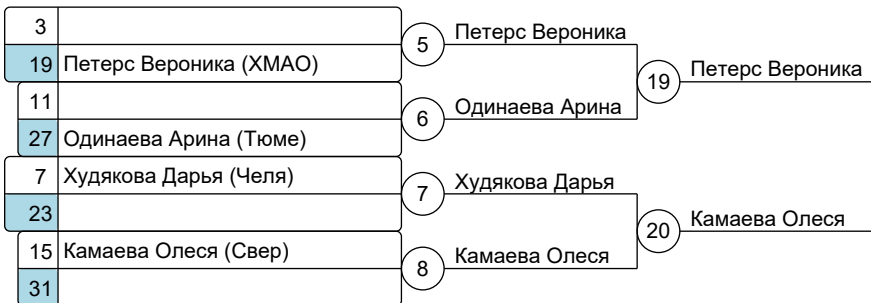 3
19 Петерс Вероника (ХМАО)
11
27 Одинаева Арина (Тюме)
7 Худякова Дарья (Челя)
23
15 Камаева Олеся (Свер)
31
5 Петерс Вероника
6 Одинаева Арина
7 Худякова Дарья
8 Камаева Олеся
19 Петерс Вероника
20 Камаева Олеся